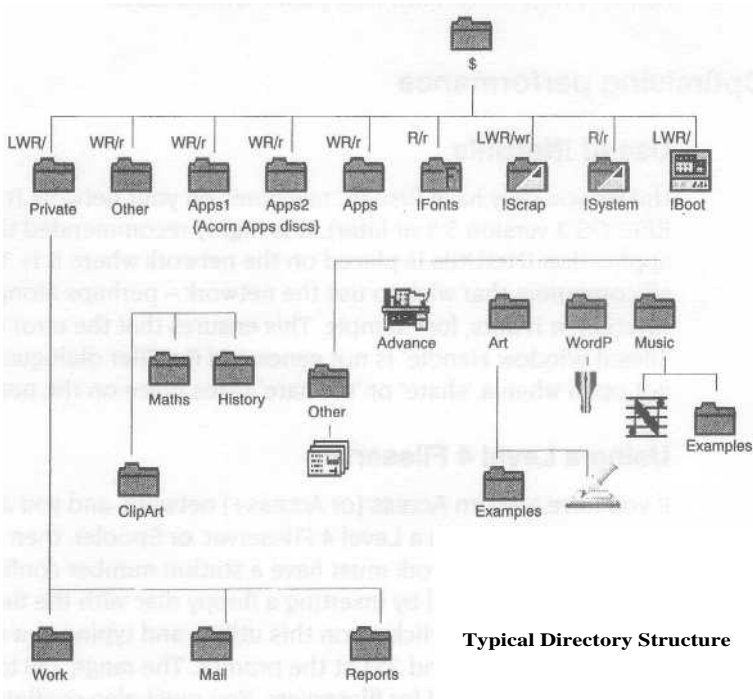 $
LWR/ WR/r WR/r WR/r WR/r R/r LWR/wr R/r LWR/
Private Other Apps1 Apps2 Apps !Fonts !Scrap !System !Boot
{Acorn Apps discs}
Advance Art WordP Music
Maths History Other
Examples
ClipArt Examples
Typical Directory Structure
Work Mail Reports